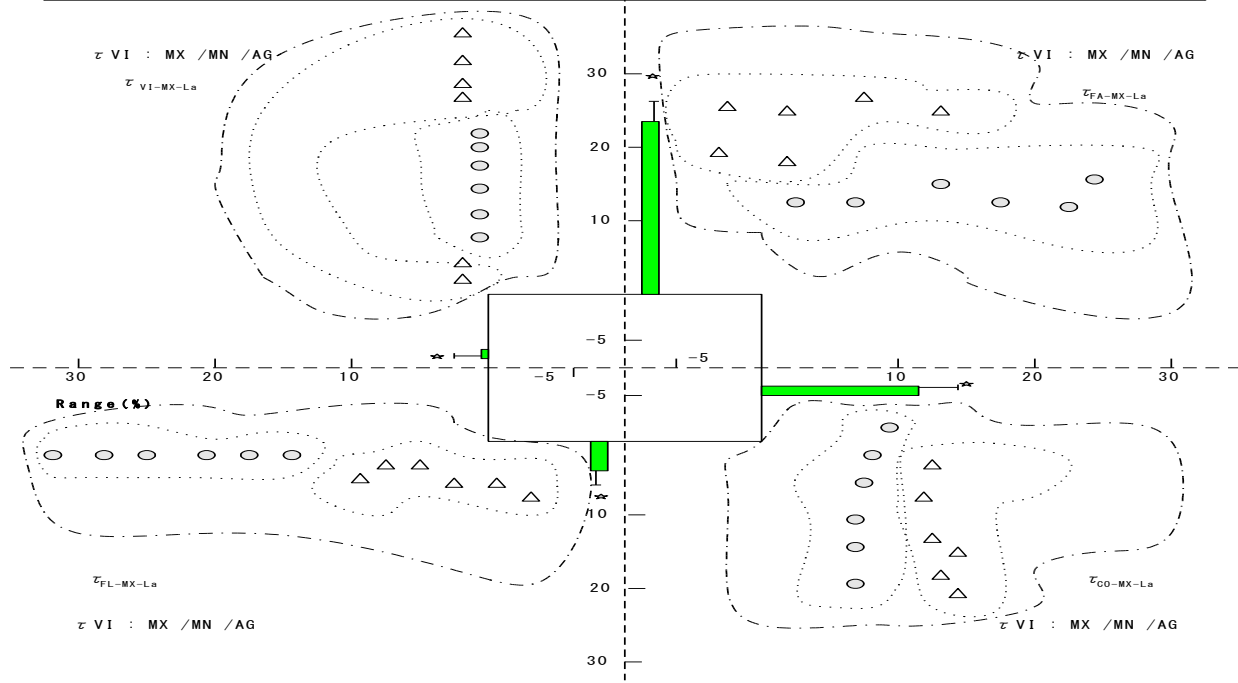 τ VI : MX /MN /AG
τ VI : MX /MN /AG
τ VI-MX-La
τFA-MX-La
30
20
10
-5
-5
30
20
10
-5
10
20
30
-5
Range(%)
10
20
30
τFL-MX-La
τCO-MX-La
τ VI : MX /MN /AG
τ VI : MX /MN /AG